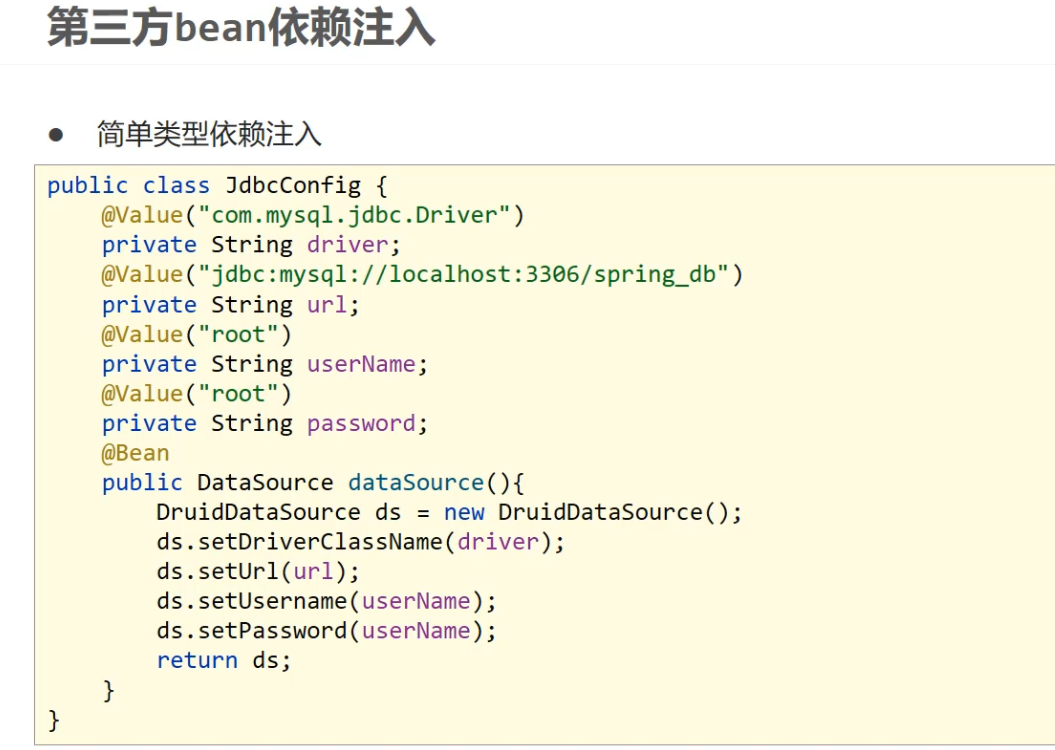 第三方bean依赖注入
● 简单类型依赖注入
public class JdbcConfig {
    @Value("com.mysql.jdbc.Driver")
    private String driver;
    @Value("jdbc:mysql://localhost:3306/spring_db")
    private String url;
    @Value("root")
    private String userName;
    @Value("root")
    private String password;
    @Bean
    public DataSource dataSource(){
        DruidDataSource ds = new DruidDataSource();
        ds.setDriverClassName(driver);
        ds.setUrl(url);
        ds.setUsername(userName);
        ds.setPassword(userName);
        return ds;
    }
}